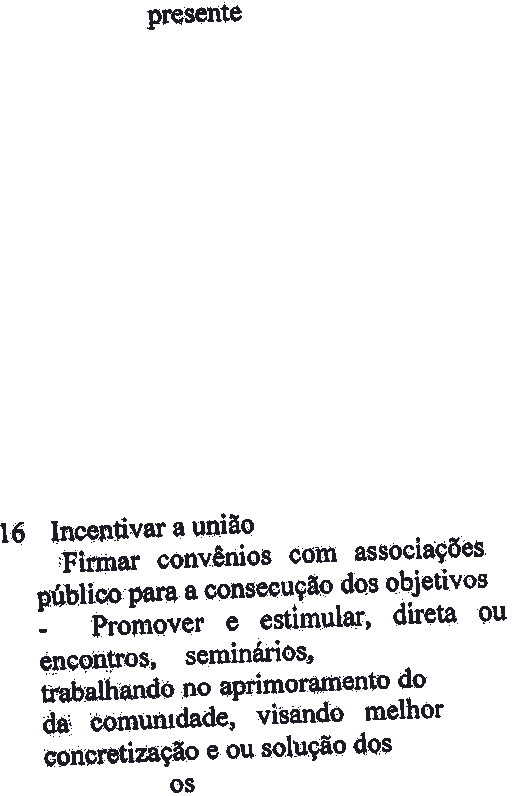 presente
16 Incentivar a união
Firmar convênios com associações
público para a consecução dos objetivos
- Promover e estimular, direta ou
encontros, seminários,
trabalhando no aprimoramento do
da comunidade, visando melhor
concretização e ou solução dos
os